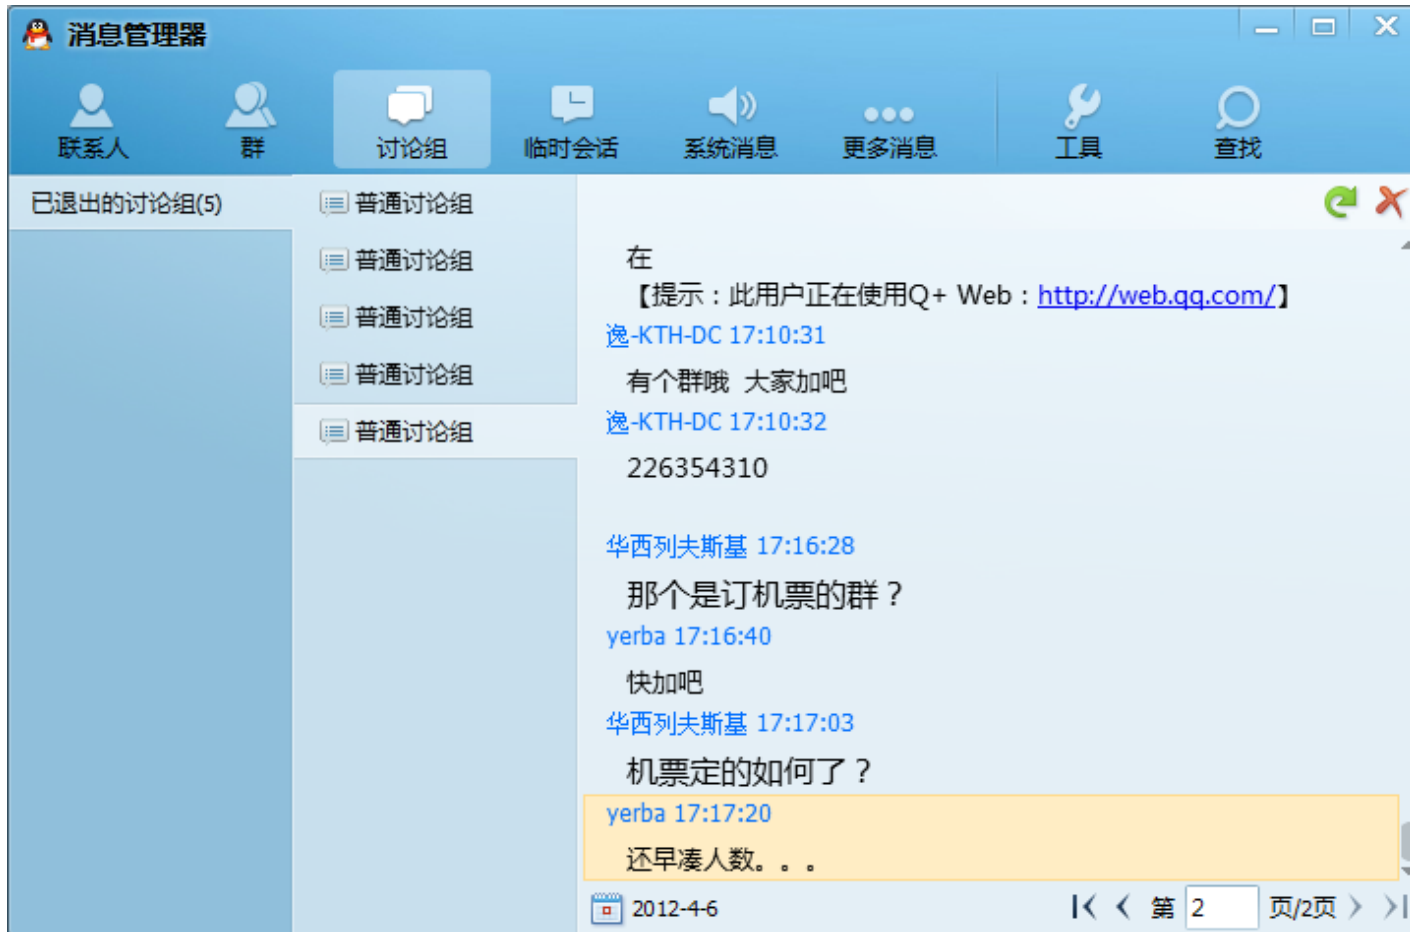 消息管理器
联系人
群
讨论组
临时会话
系统消息
更多消息
工具
查找
已退出的讨论组(5)
普通讨论组
普通讨论组
普通讨论组
普通讨论组
普通讨论组
在
【提示：此用户正在使用Q+ Web：http://web.qq.com/】
逸-KTH-DC 17:10:31
有个群哦 大家加吧
逸-KTH-DC 17:10:32
226354310
华西列夫斯基 17:16:28
那个是订机票的群？
yerba 17:16:40
快加吧
华西列夫斯基 17:17:03
机票定的如何了？
yerba 17:17:20
还早凑人数。。。
2012-4-6
第 2 页/2页